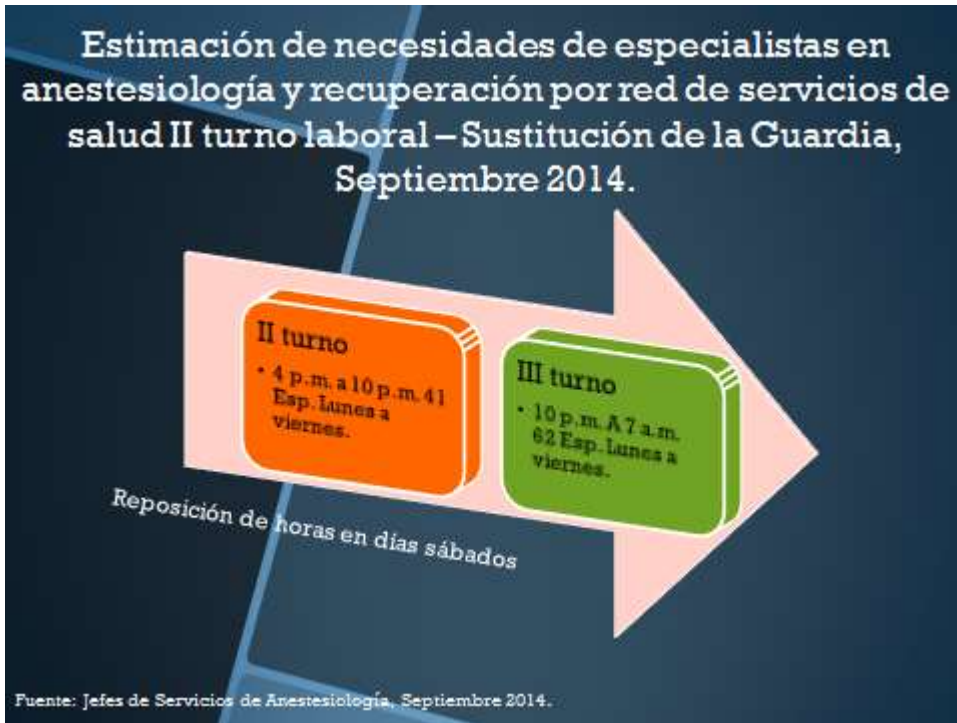 Estimación de necesidades de especialistas en
anestesiología y recuperación por red de servicios de
salud II turno laboral – Sustitución de la Guardia,
Septiembre 2014.
II turno
• 4 p.m. a 10 p.m. 41
Esp. Lunes a
viernes.
III turno
• 10 p.m. A 7 a.m.
62 Esp. Lunes a
viernes.
Reposición de horas en días sábados
Fuente: Jefes de Servicios de Anestesiología, Septiembre 2014.